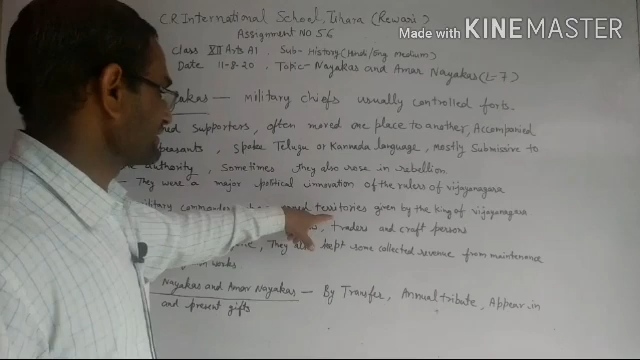 Made with KINEMASTER
C.R International School, Ithara (Rewari)
Assignment NO 56
Class XII Arts A1. Sub- History (Hindi/Eng medium)
Date 11-8-20 Topic- Nayakas and Amar Nayakas (L-7)
yakas — Military chiefs usually controlled forts.
supporters, often moved one place to another, Accompanied
peasants, spoke Telugu or Kannada language, mostly Submissive to
authority, Sometimes they also rose in rebellion.
- They were a major political innovation of the rulers of vijayanagara
military commanders territories given by the king of vijayanagara
, traders and craft persons
, They also kept some collected revenue from maintenance
works
Nayakas and Amar Nayakas — By Transfer, Annual tribute, Appear in
and present gifts